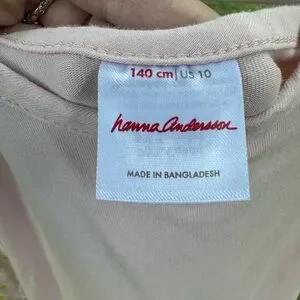 140 cm | US 10
hanna Andersson
MADE IN BANGLADESH